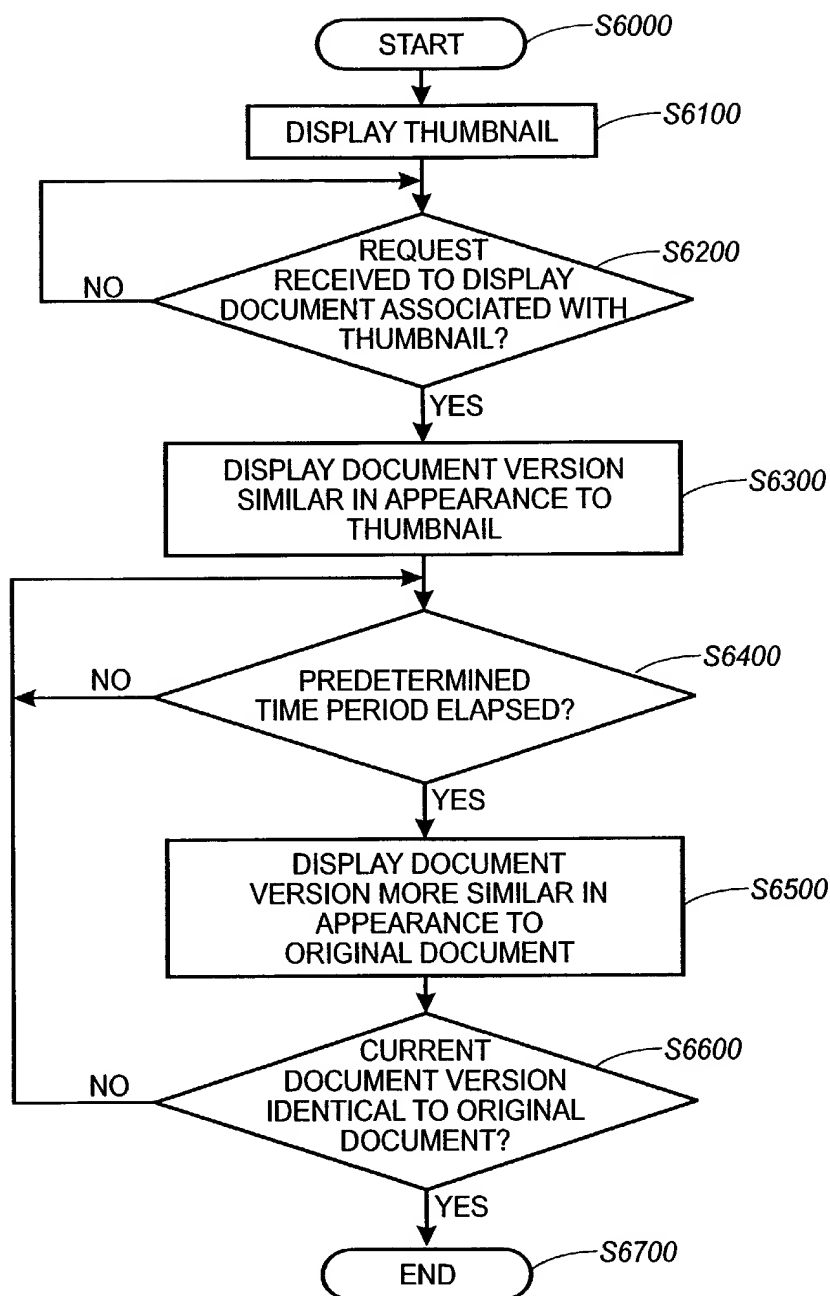 START
S6000
DISPLAY THUMBNAIL
S6100
REQUEST
RECEIVED TO DISPLAY
DOCUMENT ASSOCIATED WITH
THUMBNAIL?
S6200
NO
YES
DISPLAY DOCUMENT VERSION
SIMILAR IN APPEARANCE TO
THUMBNAIL
S6300
PREDETERMINED
TIME PERIOD ELAPSED?
S6400
NO
YES
DISPLAY DOCUMENT
VERSION MORE SIMILAR IN
APPEARANCE TO
ORIGINAL DOCUMENT
S6500
CURRENT
DOCUMENT VERSION
IDENTICAL TO ORIGINAL
DOCUMENT?
S6600
NO
YES
END
S6700